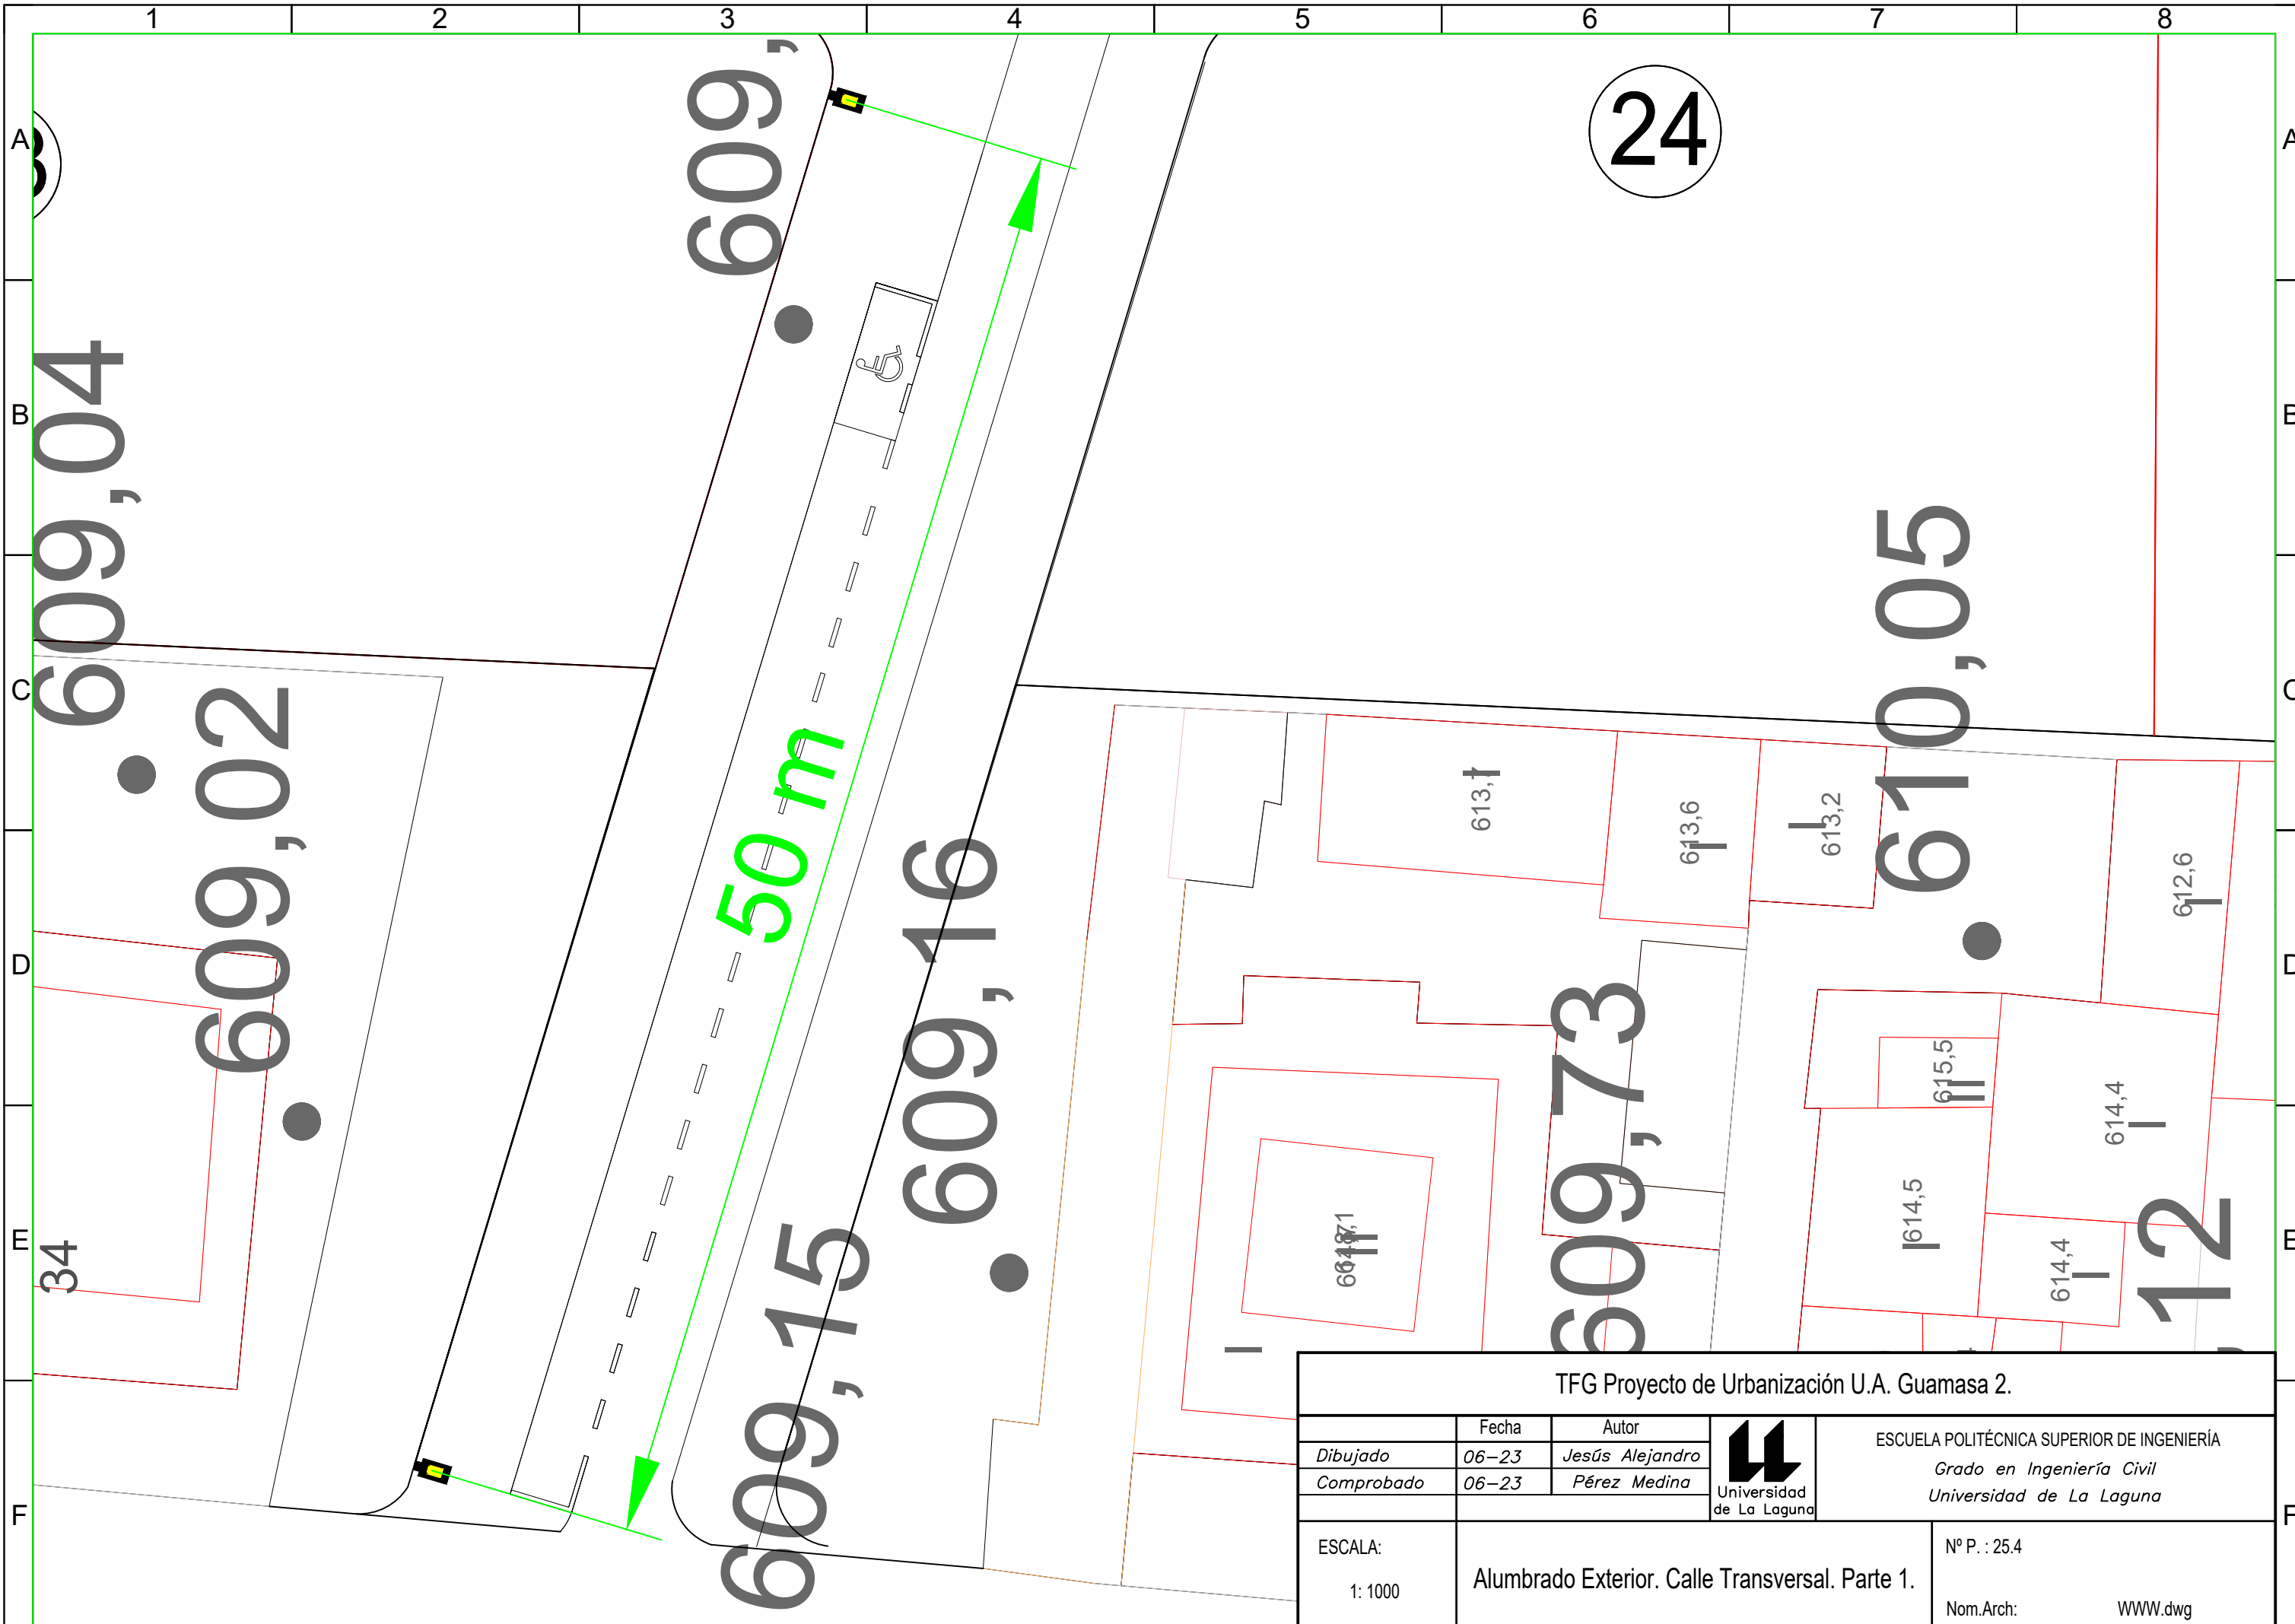 1 2 3 4 5 6 7 8
A
B
C
D
E
F
A
B
D
E
F
24
609,
609,04
609,02
50 m
609,16
609,15
610,05
609,73
12
34
613,6
613,2
612,6
615,5
614,4
614,5
614,4
TFG Proyecto de Urbanización U.A. Guamasa 2.
Fecha Autor
Dibujado 06-23 Jesús Alejandro
Comprobado 06-23 Pérez Medina
Universidad
de La Laguna
ESCUELA POLITÉCNICA SUPERIOR DE INGENIERÍA
Grado en Ingeniería Civil
Universidad de La Laguna
ESCALA:
1: 1000
Alumbrado Exterior. Calle Transversal. Parte 1.
Nº P. : 25.4
Nom.Arch: WWW.dwg